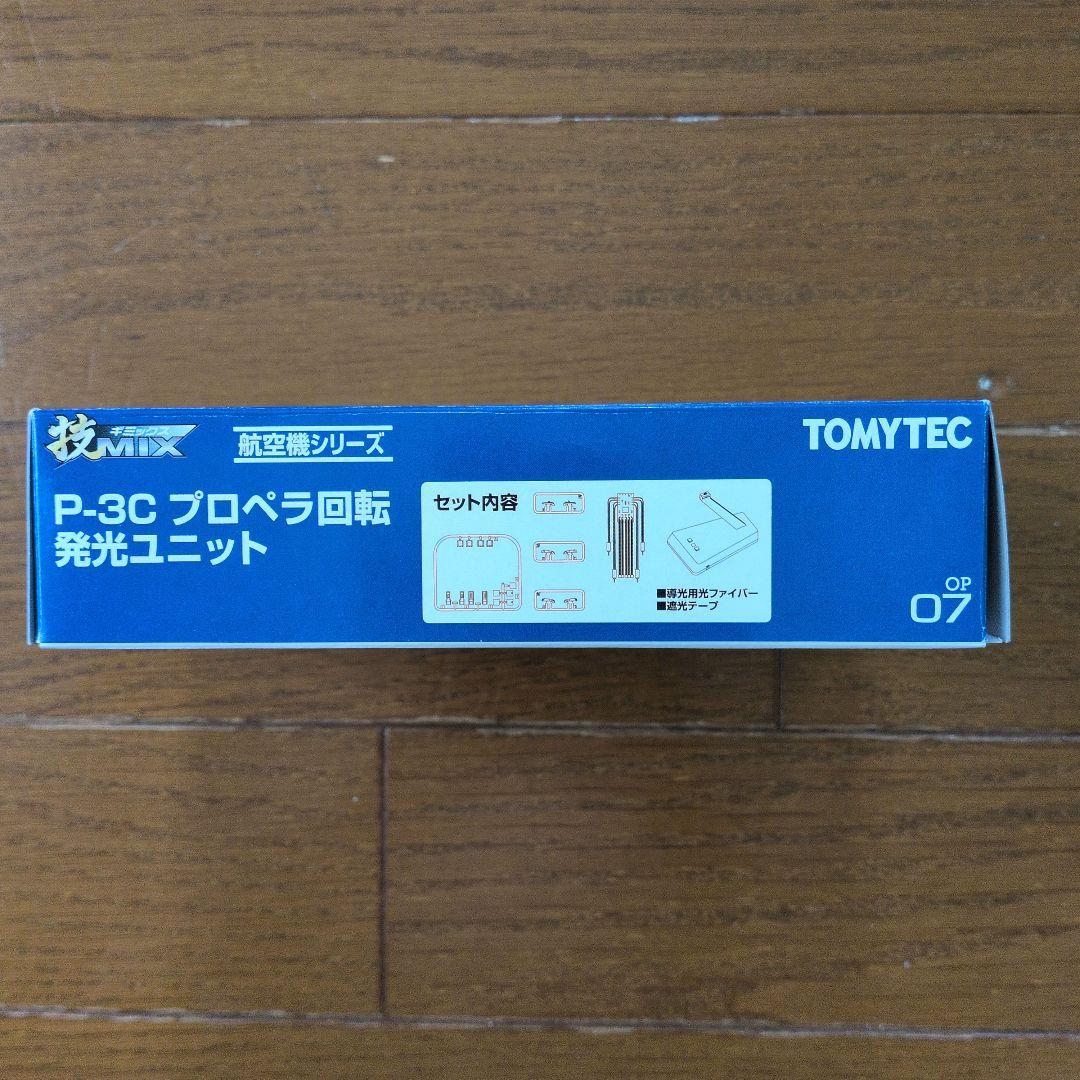 技MIX
ギミックス
航空機シリーズ
TOMYTEC
P-3C プロペラ回転
発光ユニット
セット内容
■導光用光ファイバー
■遮光テープ
OP
07